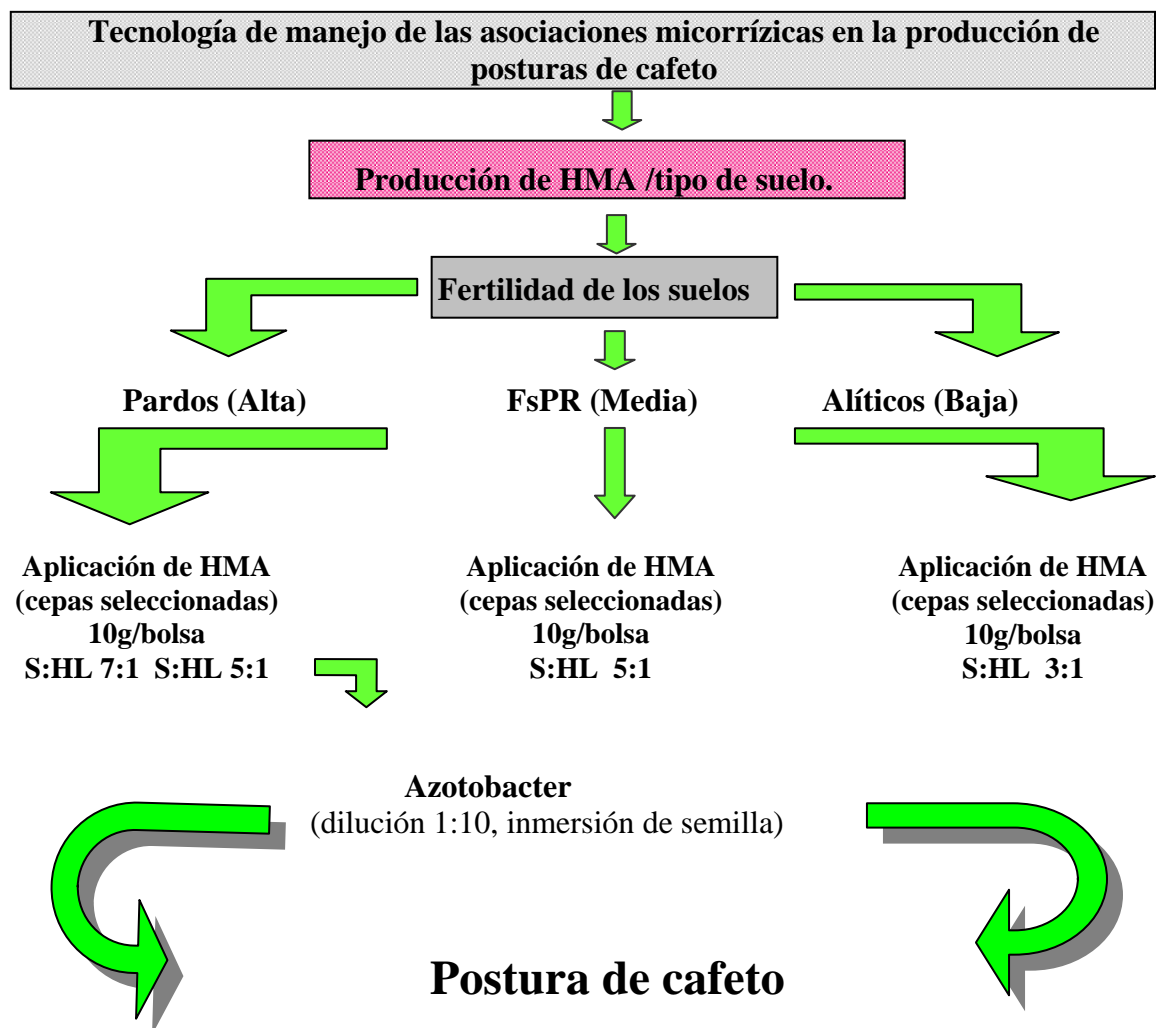 Tecnología de manejo de las asociaciones micorrízicas en la producción de
posturas de cafeto
Producción de HMA /tipo de suelo.
Fertilidad de los suelos
Pardos (Alta)
FsPR (Media)
Alíticos (Baja)
Aplicación de HMA
(cepas seleccionadas)
10g/bolsa
S:HL 7:1 S:HL 5:1
Aplicación de HMA
(cepas seleccionadas)
10g/bolsa
S:HL 5:1
Aplicación de HMA
(cepas seleccionadas)
10g/bolsa
S:HL 3:1
Azotobacter
(dilución 1:10, inmersión de semilla)
Postura de cafeto